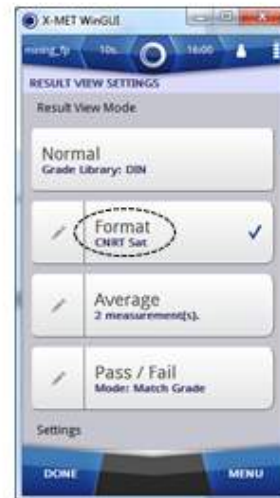 X-MET WinGUI
mining_fp 10s 16:00
RESULT VIEW SETTINGS
Result View Mode
Normal
Grade Library: DIN
Format
CNRT Sat
Average
2 measurement(s).
Pass / Fail
Mode: Match Grade
Settings
DONE MENU